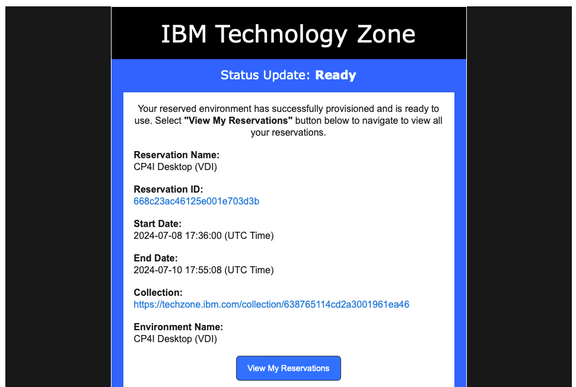 IBM Technology Zone
Status Update: Ready
Your reserved environment has successfully provisioned and is ready to
use. Select "View My Reservations" button below to navigate to view all
your reservations.
Reservation Name:
CP4I Desktop (VDI)
Reservation ID:
668c23ac46125e001e703d3b
Start Date:
2024-07-08 17:36:00 (UTC Time)
End Date:
2024-07-10 17:55:08 (UTC Time)
Collection:
https://techzone.ibm.com/collection/638765114cd2a3001961ea46
Environment Name:
CP4I Desktop (VDI)
View My Reservations